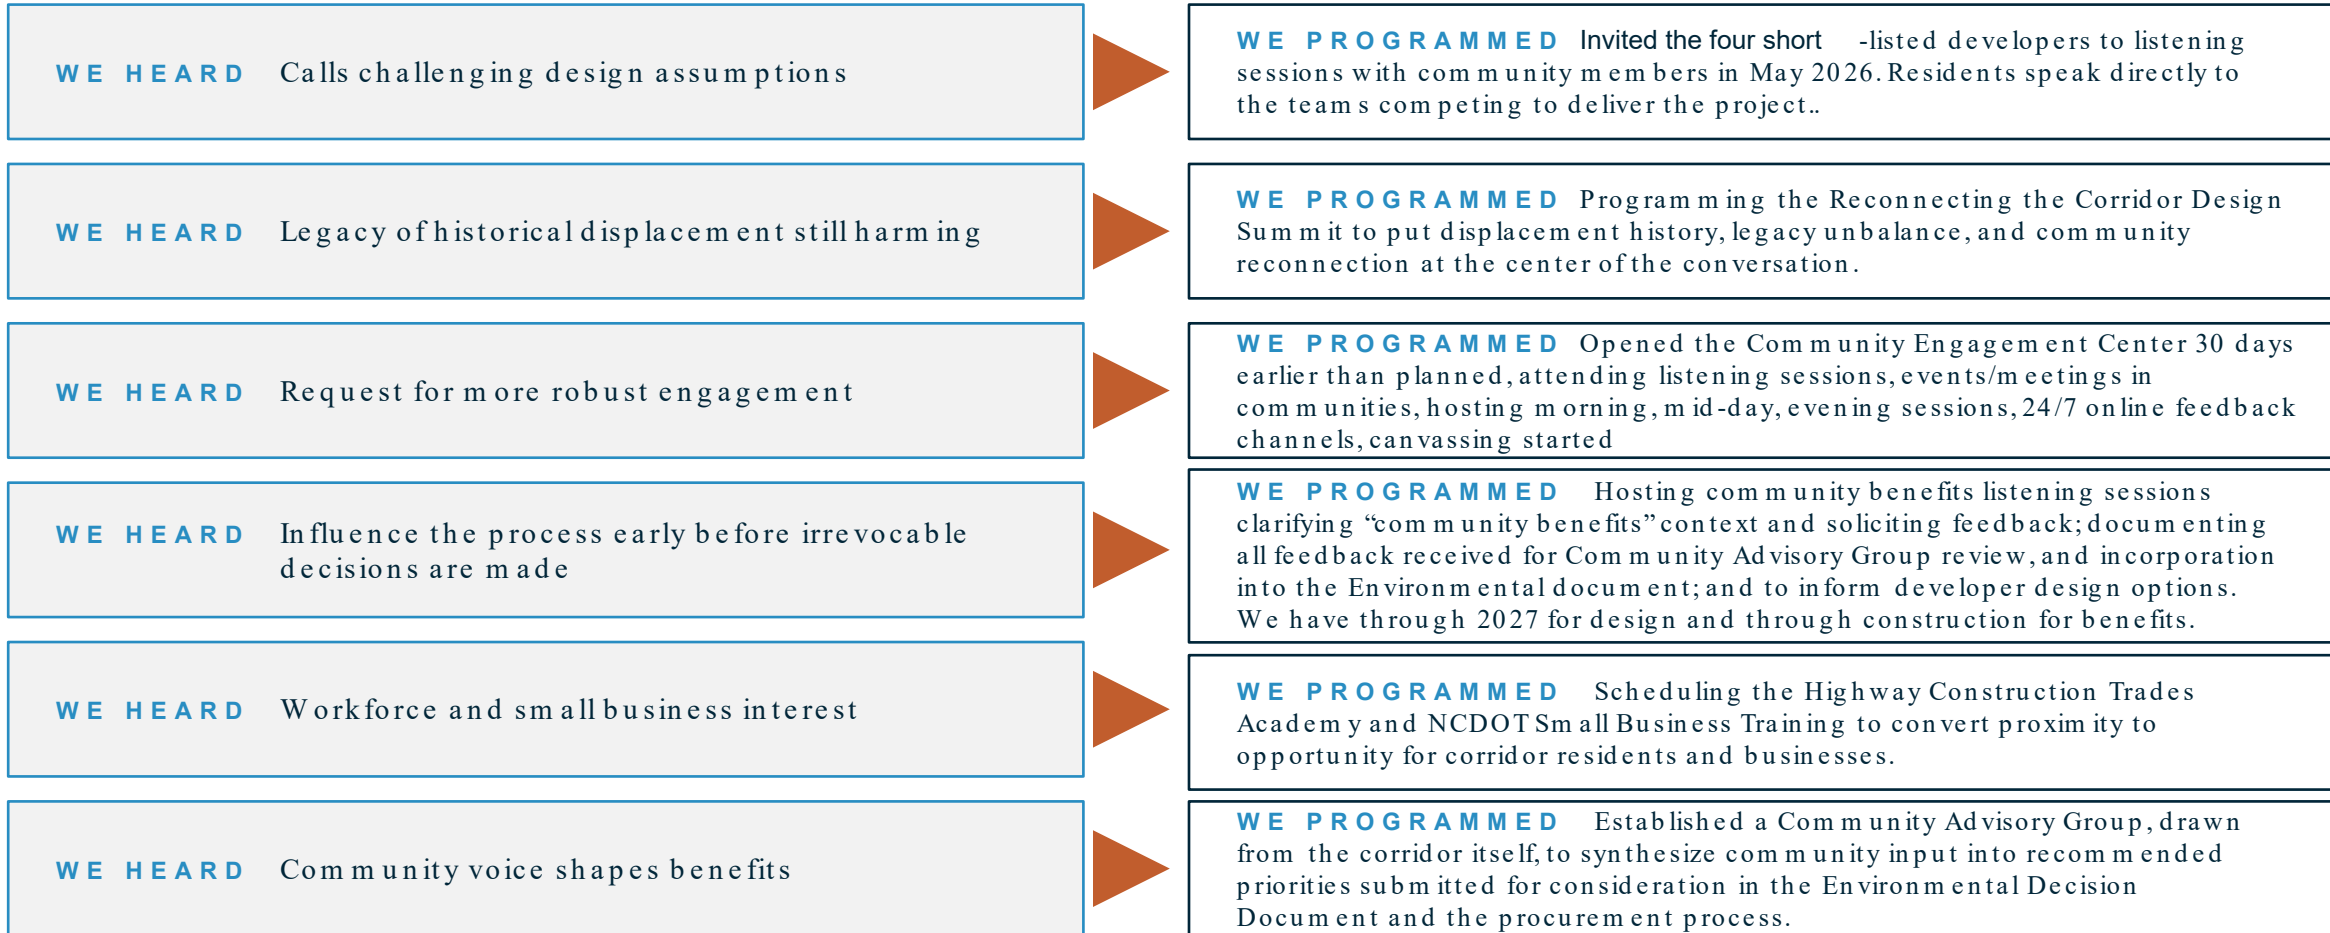 WE HEARD Calls challenging design assumptions
WE PROGRAMMED Invited the four short -listed developers to listening
sessions with community members in May 2026. Residents speak directly to
the teams competing to deliver the project..
WE HEARD Legacy of historical displacement still harming
WE PROGRAMMED Programming the Reconnecting the Corridor Design
Summit to put displacement history, legacy unbalance, and community
reconnection at the center of the conversation.
WE HEARD Request for more robust engagement
WE PROGRAMMED Opened the Community Engagement Center 30 days
earlier than planned, attending listening sessions, events/meetings in
communities, hosting morning, mid-day, evening sessions, 24/7 online feedback
channels, canvassing started
WE HEARD Influence the process early before irrevocable
decisions are made
WE PROGRAMMED Hosting community benefits listening sessions
clarifying “community benefits” context and soliciting feedback; documenting
all feedback received for Community Advisory Group review, and incorporation
into the Environmental document; and to inform developer design options.
We have through 2027 for design and through construction for benefits.
WE HEARD Workforce and small business interest
WE PROGRAMMED Scheduling the Highway Construction Trades
Academy and NCDOT Small Business Training to convert proximity to
opportunity for corridor residents and businesses.
WE HEARD Community voice shapes benefits
WE PROGRAMMED Established a Community Advisory Group, drawn
from the corridor itself, to synthesize community input into recommended
priorities submitted for consideration in the Environmental Decision
Document and the procurement process.